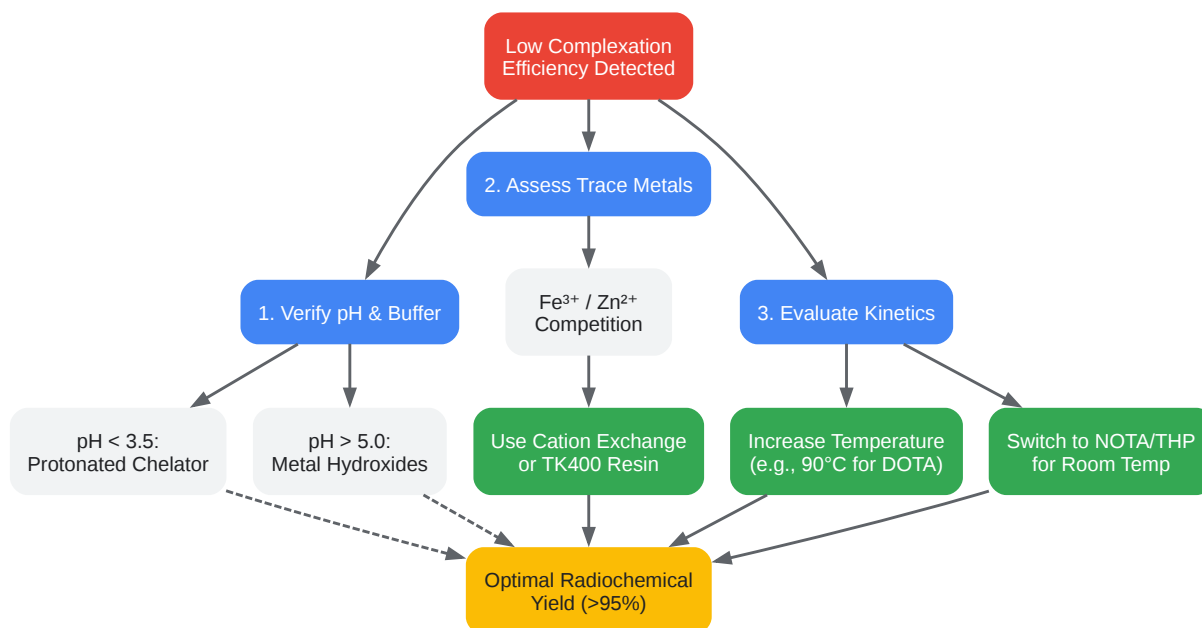 Low Complexation
Efficiency Detected
2. Assess Trace Metals
1. Verify pH & Buffer
Fe³⁺ / Zn²⁺
Competition
3. Evaluate Kinetics
pH < 3.5:
Protonated Chelator
pH > 5.0:
Metal Hydroxides
Use Cation Exchange
or TK400 Resin
Increase Temperature
(e.g., 90°C for DOTA)
Switch to NOTA/THP
for Room Temp
Optimal Radiochemical
Yield (>95%)